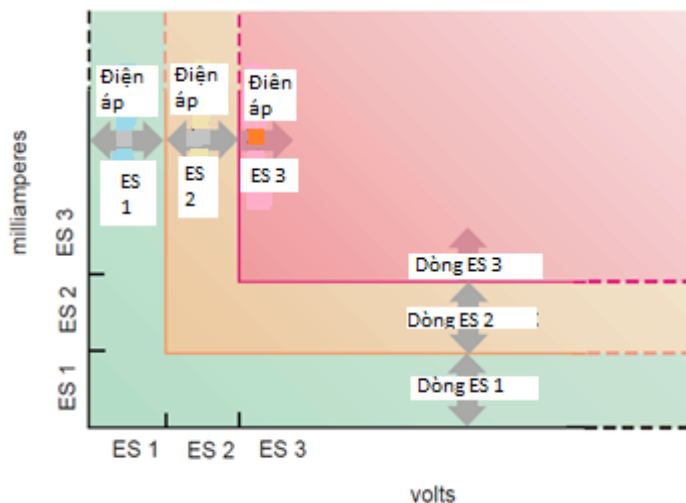 Điện áp
ES 1
Điện áp
ES 2
Điên áp
ES 3
Dòng ES 3
Dòng ES 2
Dòng ES 1
milliamperes
ES 3
ES 2
ES 1
ES 1 ES 2 ES 3
volts